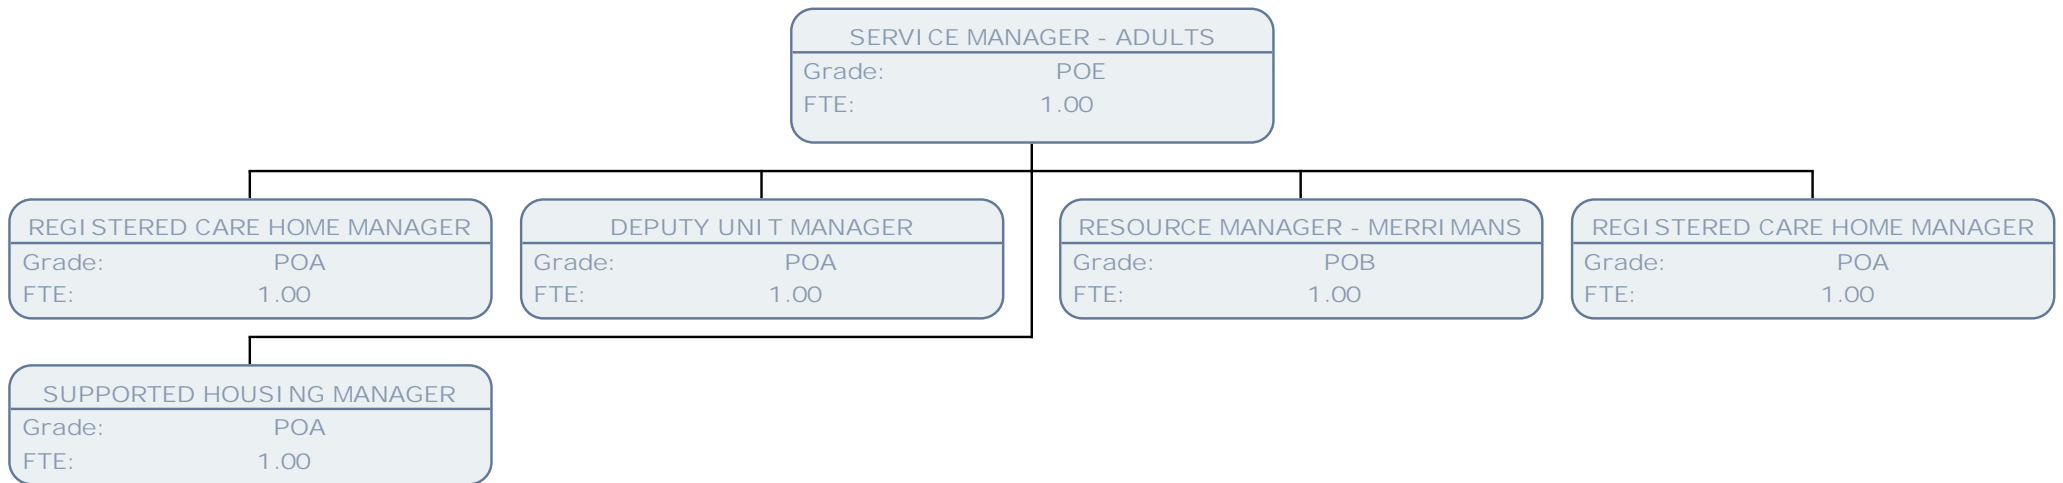 SERVICE MANAGER - ADULTS
Grade: POE
FTE: 1.00
REGISTERED CARE HOME MANAGER
Grade: POA
FTE: 1.00
DEPUTY UNIT MANAGER
Grade: POA
FTE: 1.00
RESOURCE MANAGER - MERRIMANS
Grade: POB
FTE: 1.00
REGISTERED CARE HOME MANAGER
Grade: POA
FTE: 1.00
SUPPORTED HOUSING MANAGER
Grade: POA
FTE: 1.00